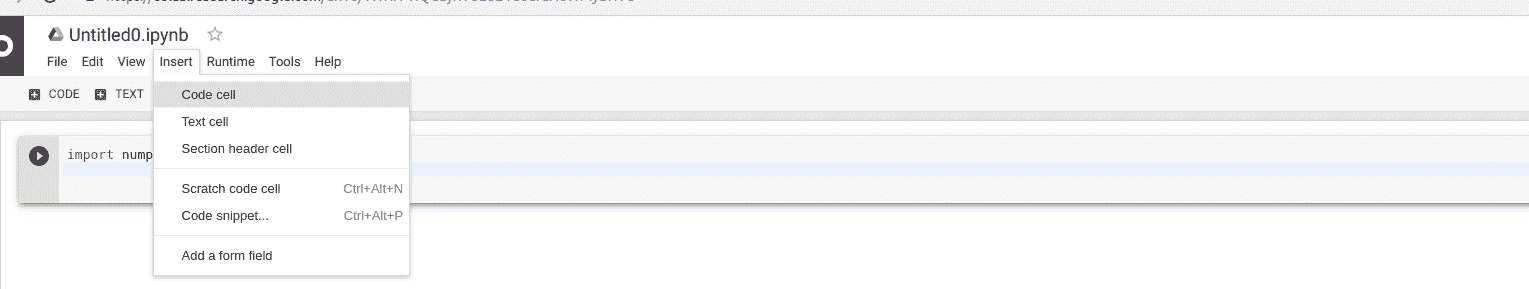 Untitled0.ipynb
File Edit View Insert Runtime Tools Help
CODE TEXT
Code cell
Text cell
Section header cell
import nump
Scratch code cell Ctrl+Alt+N
Code snippet... Ctrl+Alt+P
Add a form field